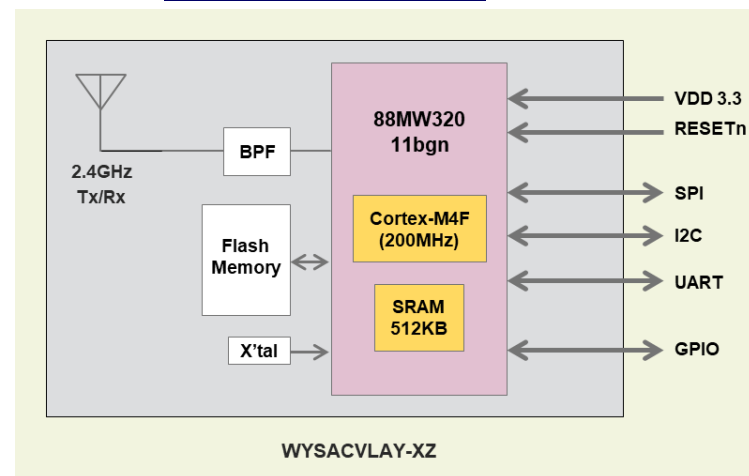 88MW320
11bgn
VDD 3.3
RESETn
BPF
2.4GHz
Tx/Rx
SPI
Cortex-M4F
(200MHz)
Flash
Memory
I2C
UART
SRAM
512KB
X'tal
GPIO
WYSACVLAY-XZ